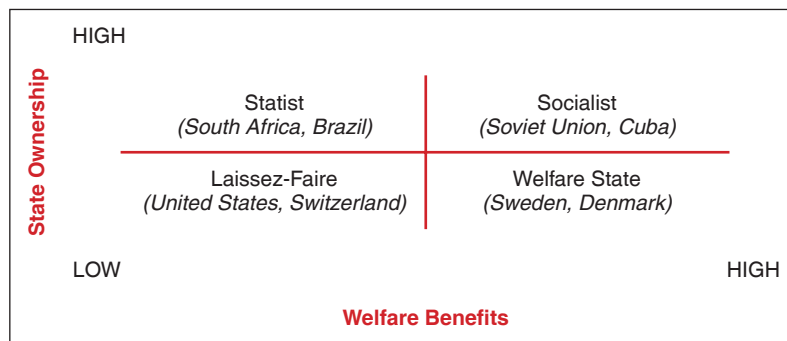 HIGH
State Ownership
Statist
(South Africa, Brazil)
Socialist
(Soviet Union, Cuba)
Laissez-Faire
(United States, Switzerland)
Welfare State
(Sweden, Denmark)
LOW
HIGH
Welfare Benefits